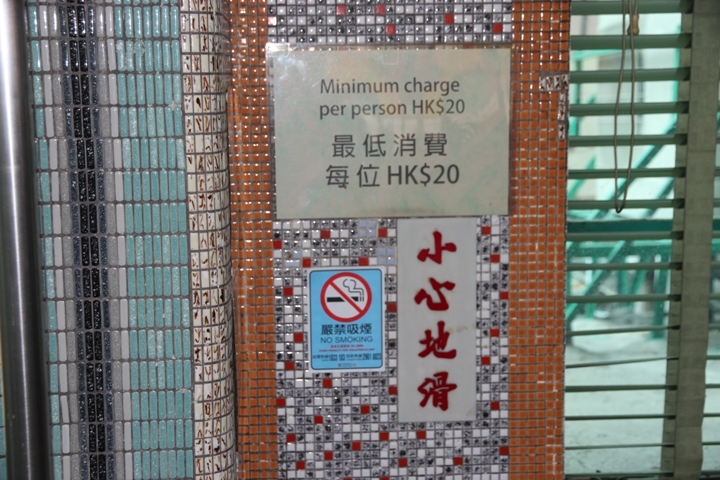 Minimum charge
per person HK$20
最低消費
每位 HK$20
嚴禁吸煙
NO SMOKING
小心地滑